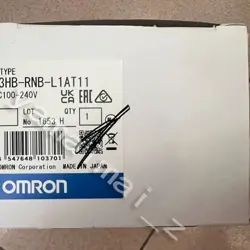 TYPE
3HB-RNB-L1AT11
C100-240V
UK
CA
LOT
No 1653 H
QTY
1
547648 103701
OMRON Corporation MADE IN JAPAN
OMRON